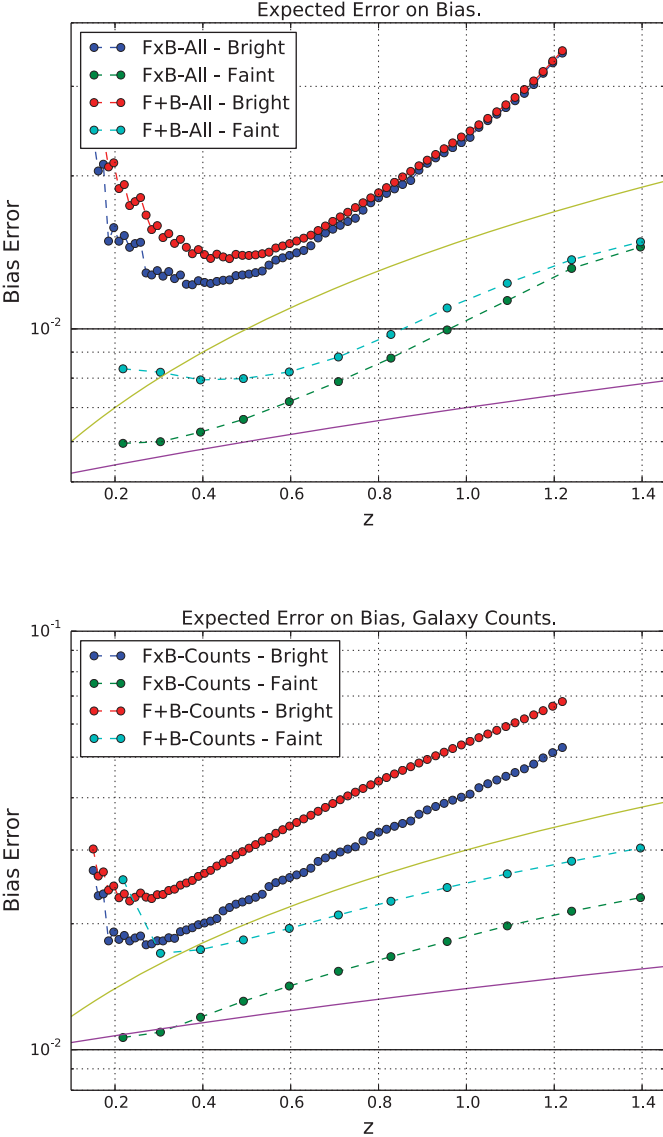 Expected Error on Bias.
FxB-All - Bright
FxB-All - Faint
F+B-All - Bright
F+B-All - Faint
Bias Error
10^-2
0.2 0.4 0.6 0.8 1.0 1.2 1.4
z
Expected Error on Bias, Galaxy Counts.
10^-1
FxB-Counts - Bright
FxB-Counts - Faint
F+B-Counts - Bright
F+B-Counts - Faint
Bias Error
10^-2
0.2 0.4 0.6 0.8 1.0 1.2 1.4
z